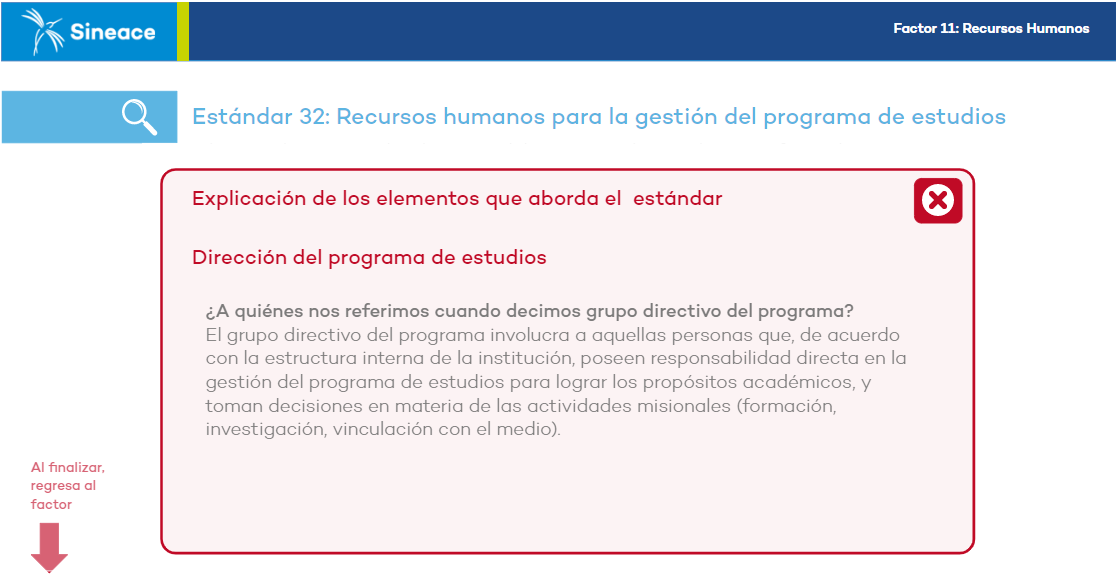 Sineace
Factor 11: Recursos Humanos
Estándar 32: Recursos humanos para la gestión del programa de estudios
Explicación de los elementos que aborda el estándar
Dirección del programa de estudios
¿A quiénes nos referimos cuando decimos grupo directivo del programa?
El grupo directivo del programa involucra a aquellas personas que, de acuerdo
con la estructura interna de la institución, poseen responsabilidad directa en la
gestión del programa de estudios para lograr los propósitos académicos, y
toman decisiones en materia de las actividades misionales (formación,
investigación, vinculación con el medio).
Al finalizar,
regresa al
factor